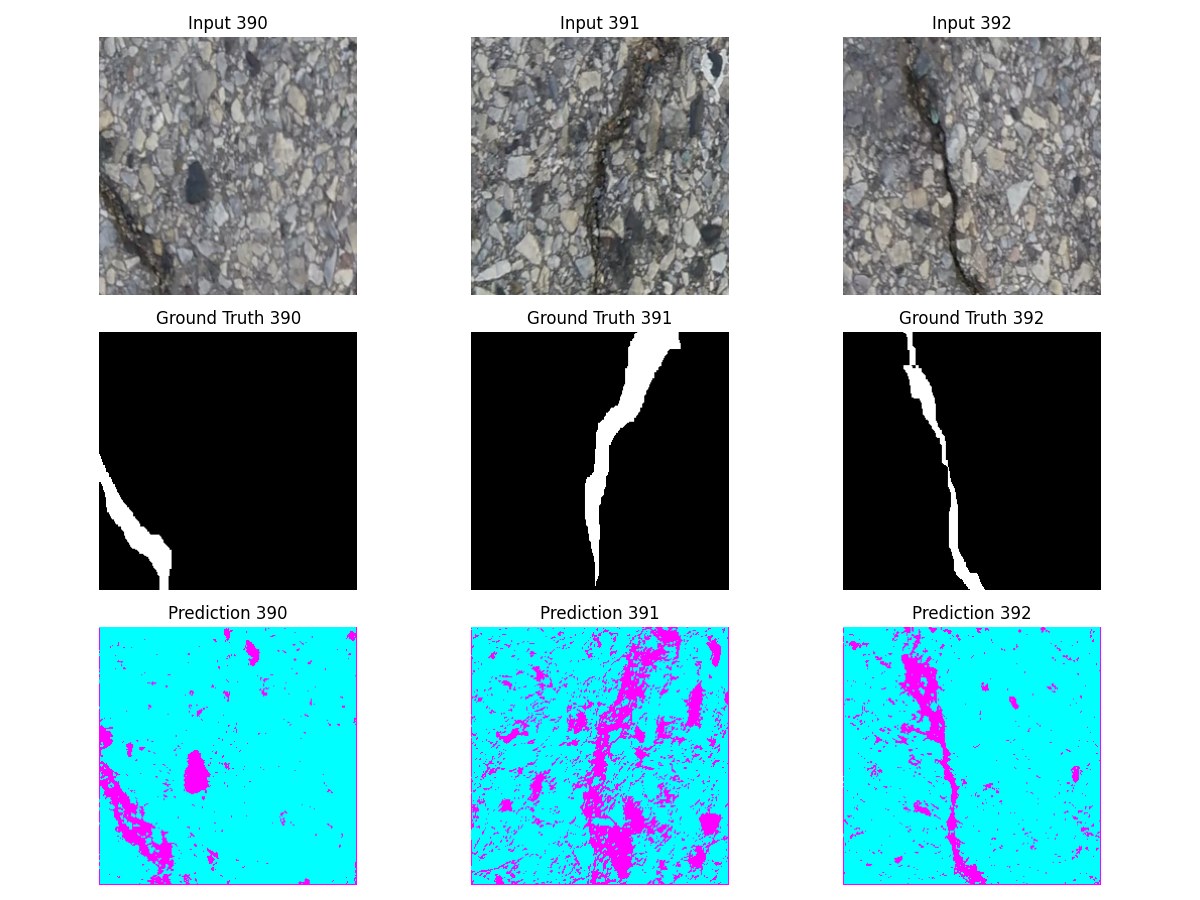 Input 390
Input 391
Input 392
Ground Truth 390
Ground Truth 391
Ground Truth 392
Prediction 390
Prediction 391
Prediction 392